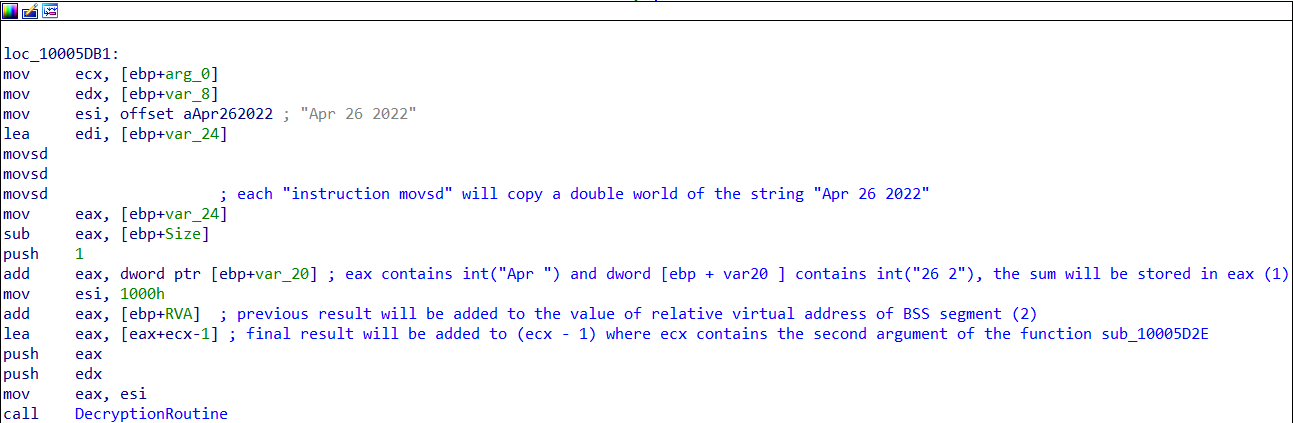 loc_10005DB1:
mov ecx, [ebp+arg_0]
mov edx, [ebp+var_8]
mov esi, offset aApr262022 ; "Apr 26 2022"
lea edi, [ebp+var_24]
movsd
movsd
movsd ; each "instruction movsd" will copy a double world of the string "Apr 26 2022"
mov eax, [ebp+var_24]
sub eax, [ebp+Size]
push 1
add eax, dword ptr [ebp+var_20] ; eax contains int("Apr ") and dword [ebp + var20 ] contains int("26 2"), the sum will be stored in eax (1)
mov esi, 1000h
add eax, [ebp+RVA] ; previous result will be added to the value of relative virtual address of BSS segment (2)
lea eax, [eax+ecx-1] ; final result will be added to (ecx - 1) where ecx contains the second argument of the function sub_10005D2E
push eax
push edx
mov eax, esi
call DecryptionRoutine